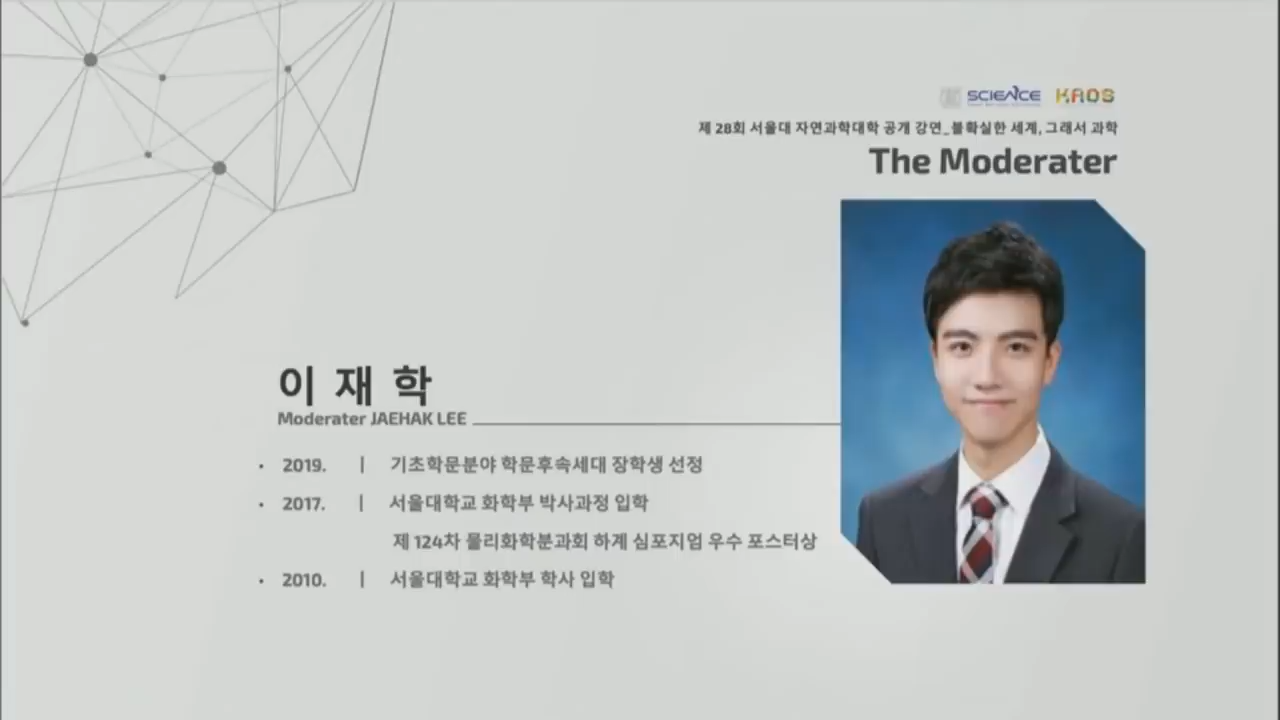 SCIENCE KAOS
제 28회 서울대 자연과학대학 공개 강연_불확실한 세계, 그래서 과학
The Moderater
이 재 학
Moderater JAEHAK LEE
• 2019. | 기초학문분야 학문후속세대 장학생 선정
• 2017. | 서울대학교 화학부 박사과정 입학
제 124차 물리화학분과회 하계 심포지엄 우수 포스터상
• 2010. | 서울대학교 화학부 학사 입학